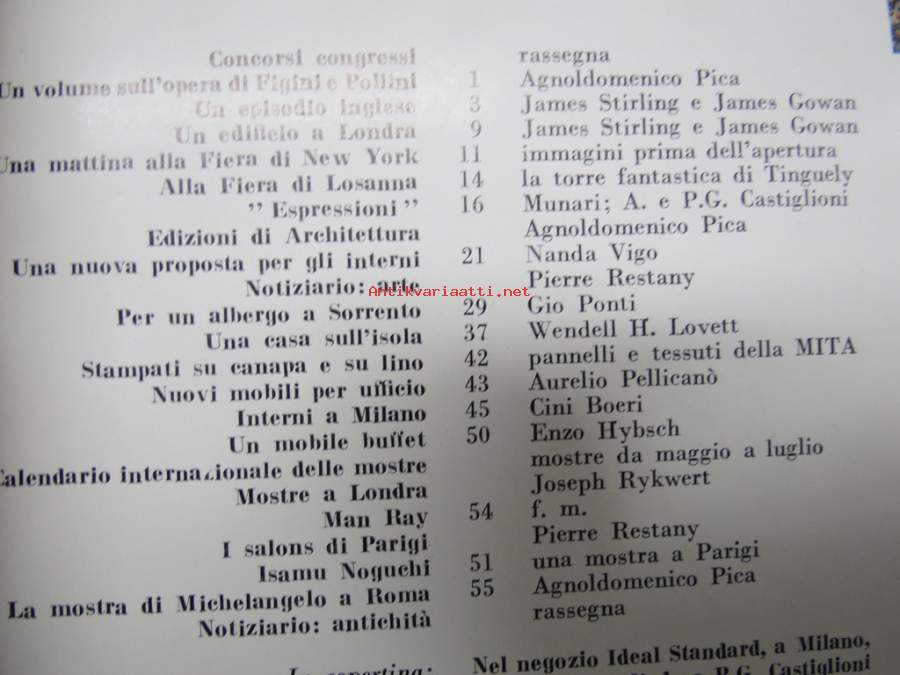 Concorsi congressi rassegna
Un volume sull'opera di Figini e Pollini 1 Agnoldomenico Pica
Un episodio inglese 3 James Stirling e James Gowan
Un edificio a Londra 9 James Stirling e James Gowan
Una mattina alla Fiera di New York 11 immagini prima dell'apertura
Alla Fiera di Losanna 14 la torre fantastica di Tinguely
" Espressioni " 16 Munari; A. e P.G. Castiglioni
Edizioni di Architettura Agnoldomenico Pica
Una nuova proposta per gli interni 21 Nanda Vigo
Notiziario: arte Pierre Restany
Antikvariaatti.net
Per un albergo a Sorrento 29 Gio Ponti
Una casa sull'isola 37 Wendell H. Lovett
Stampati su canapa e su lino 42 pannelli e tessuti della MITA
Nuovi mobili per ufficio 43 Aurelio Pellicanò
Interni a Milano 45 Cini Boeri
Un mobile buffet 50 Enzo Hybsch
Calendario internazionale delle mostre mostre da maggio a luglio
Mostre a Londra Joseph Rykwert
Man Ray 54 f. m.
I salons di Parigi Pierre Restany
Isamu Noguchi 51 una mostra a Parigi
La mostra di Michelangelo a Roma 55 Agnoldomenico Pica
Notiziario: antichità rassegna
In copertina: Nel negozio Ideal Standard, a Milano,
P.G. Castiglioni